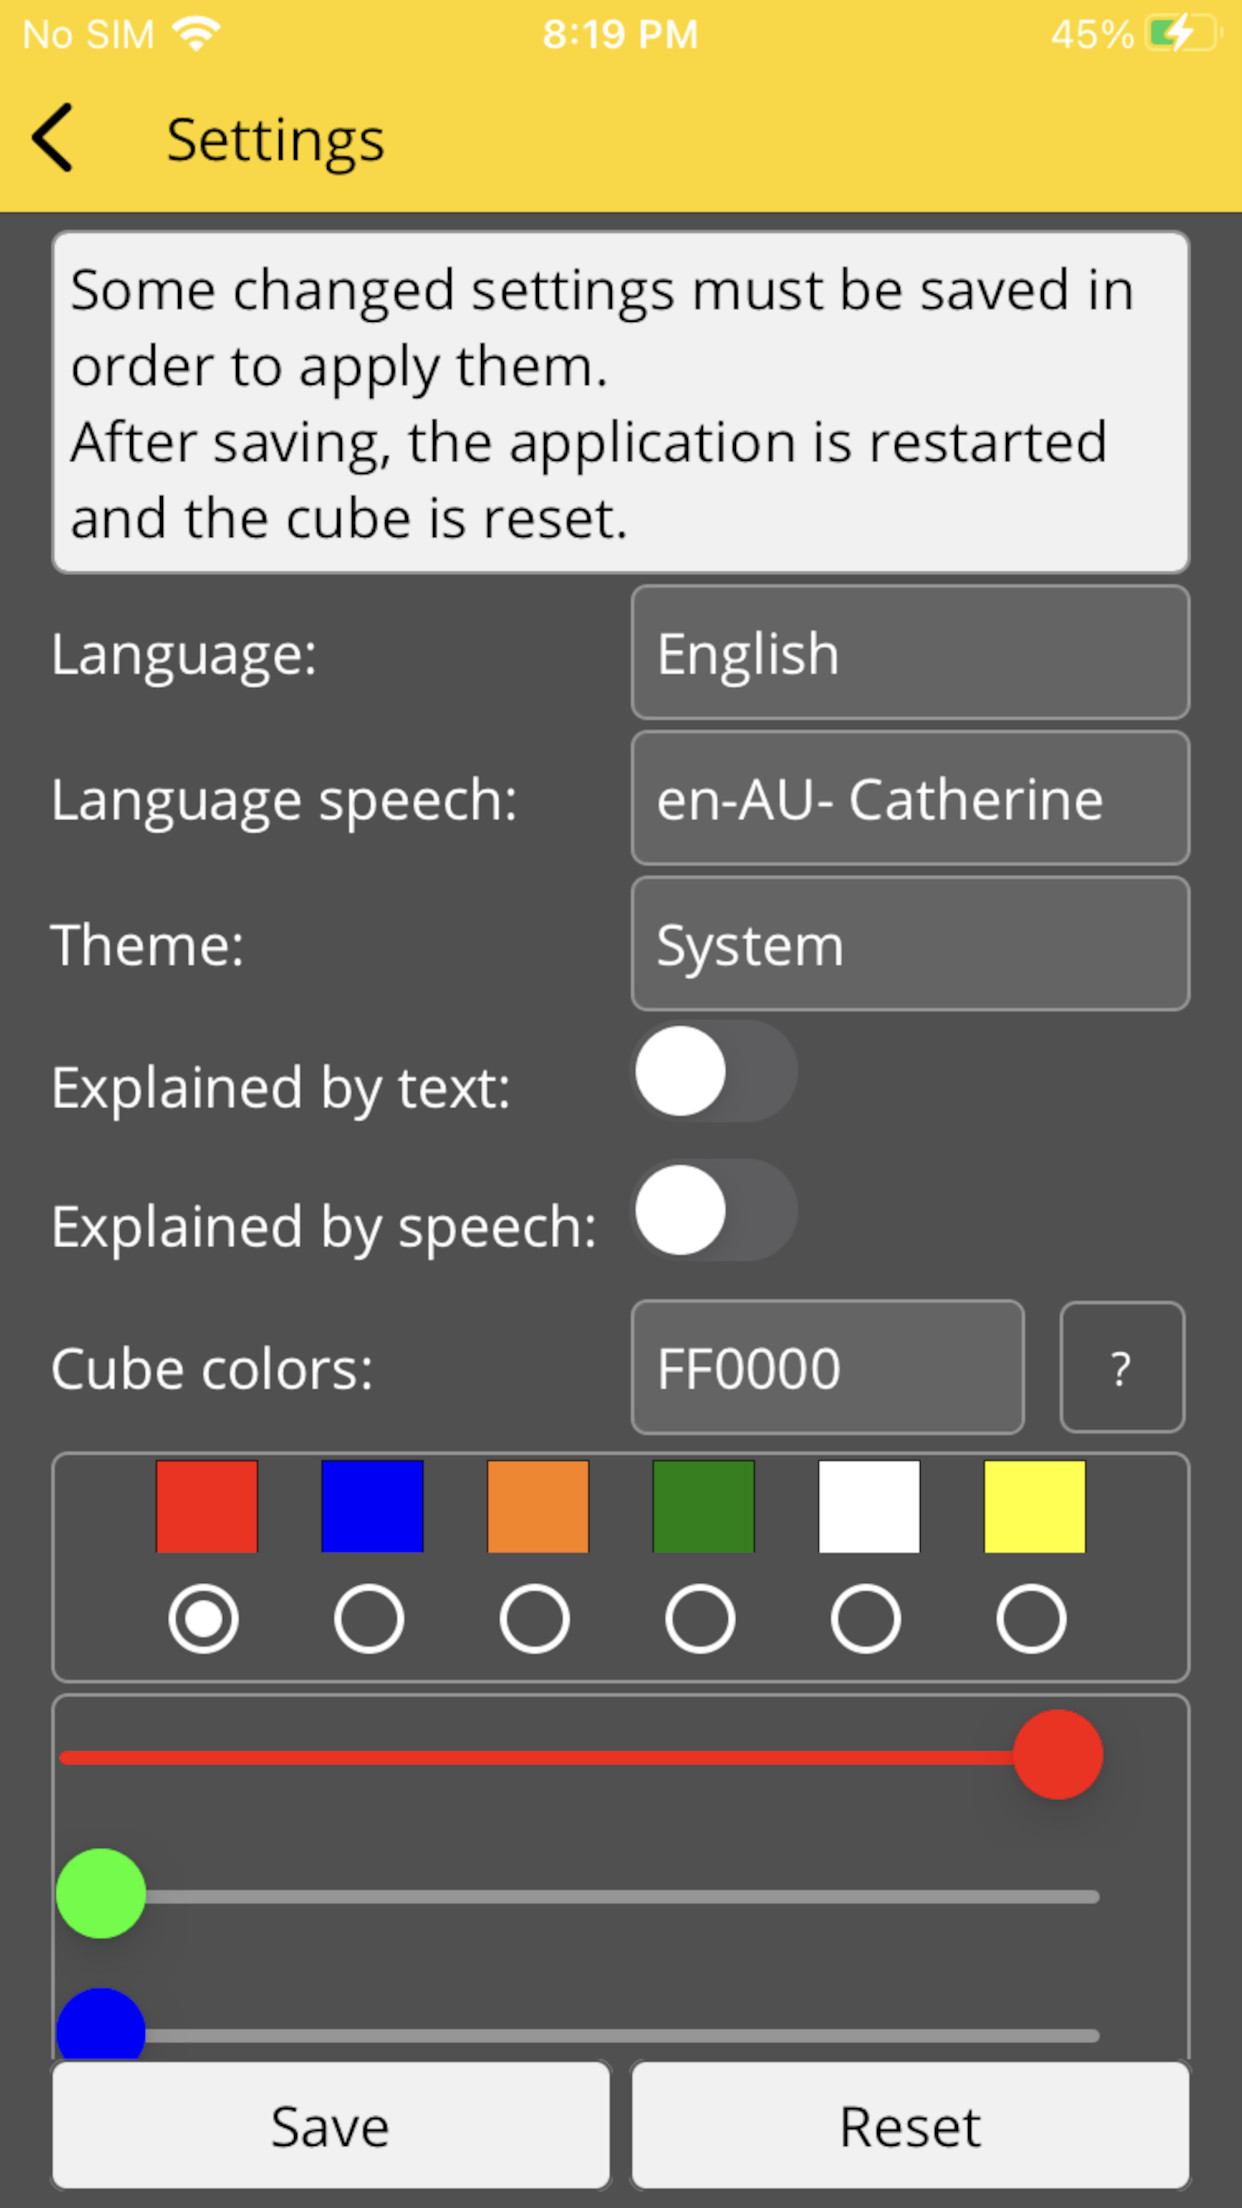 No SIM 8:19 PM 45%
Settings
Some changed settings must be saved in
order to apply them.
After saving, the application is restarted
and the cube is reset.
Language: English
Language speech: en-AU- Catherine
Theme: System
Explained by text:
Explained by speech:
Cube colors: FF0000 ?
Save Reset